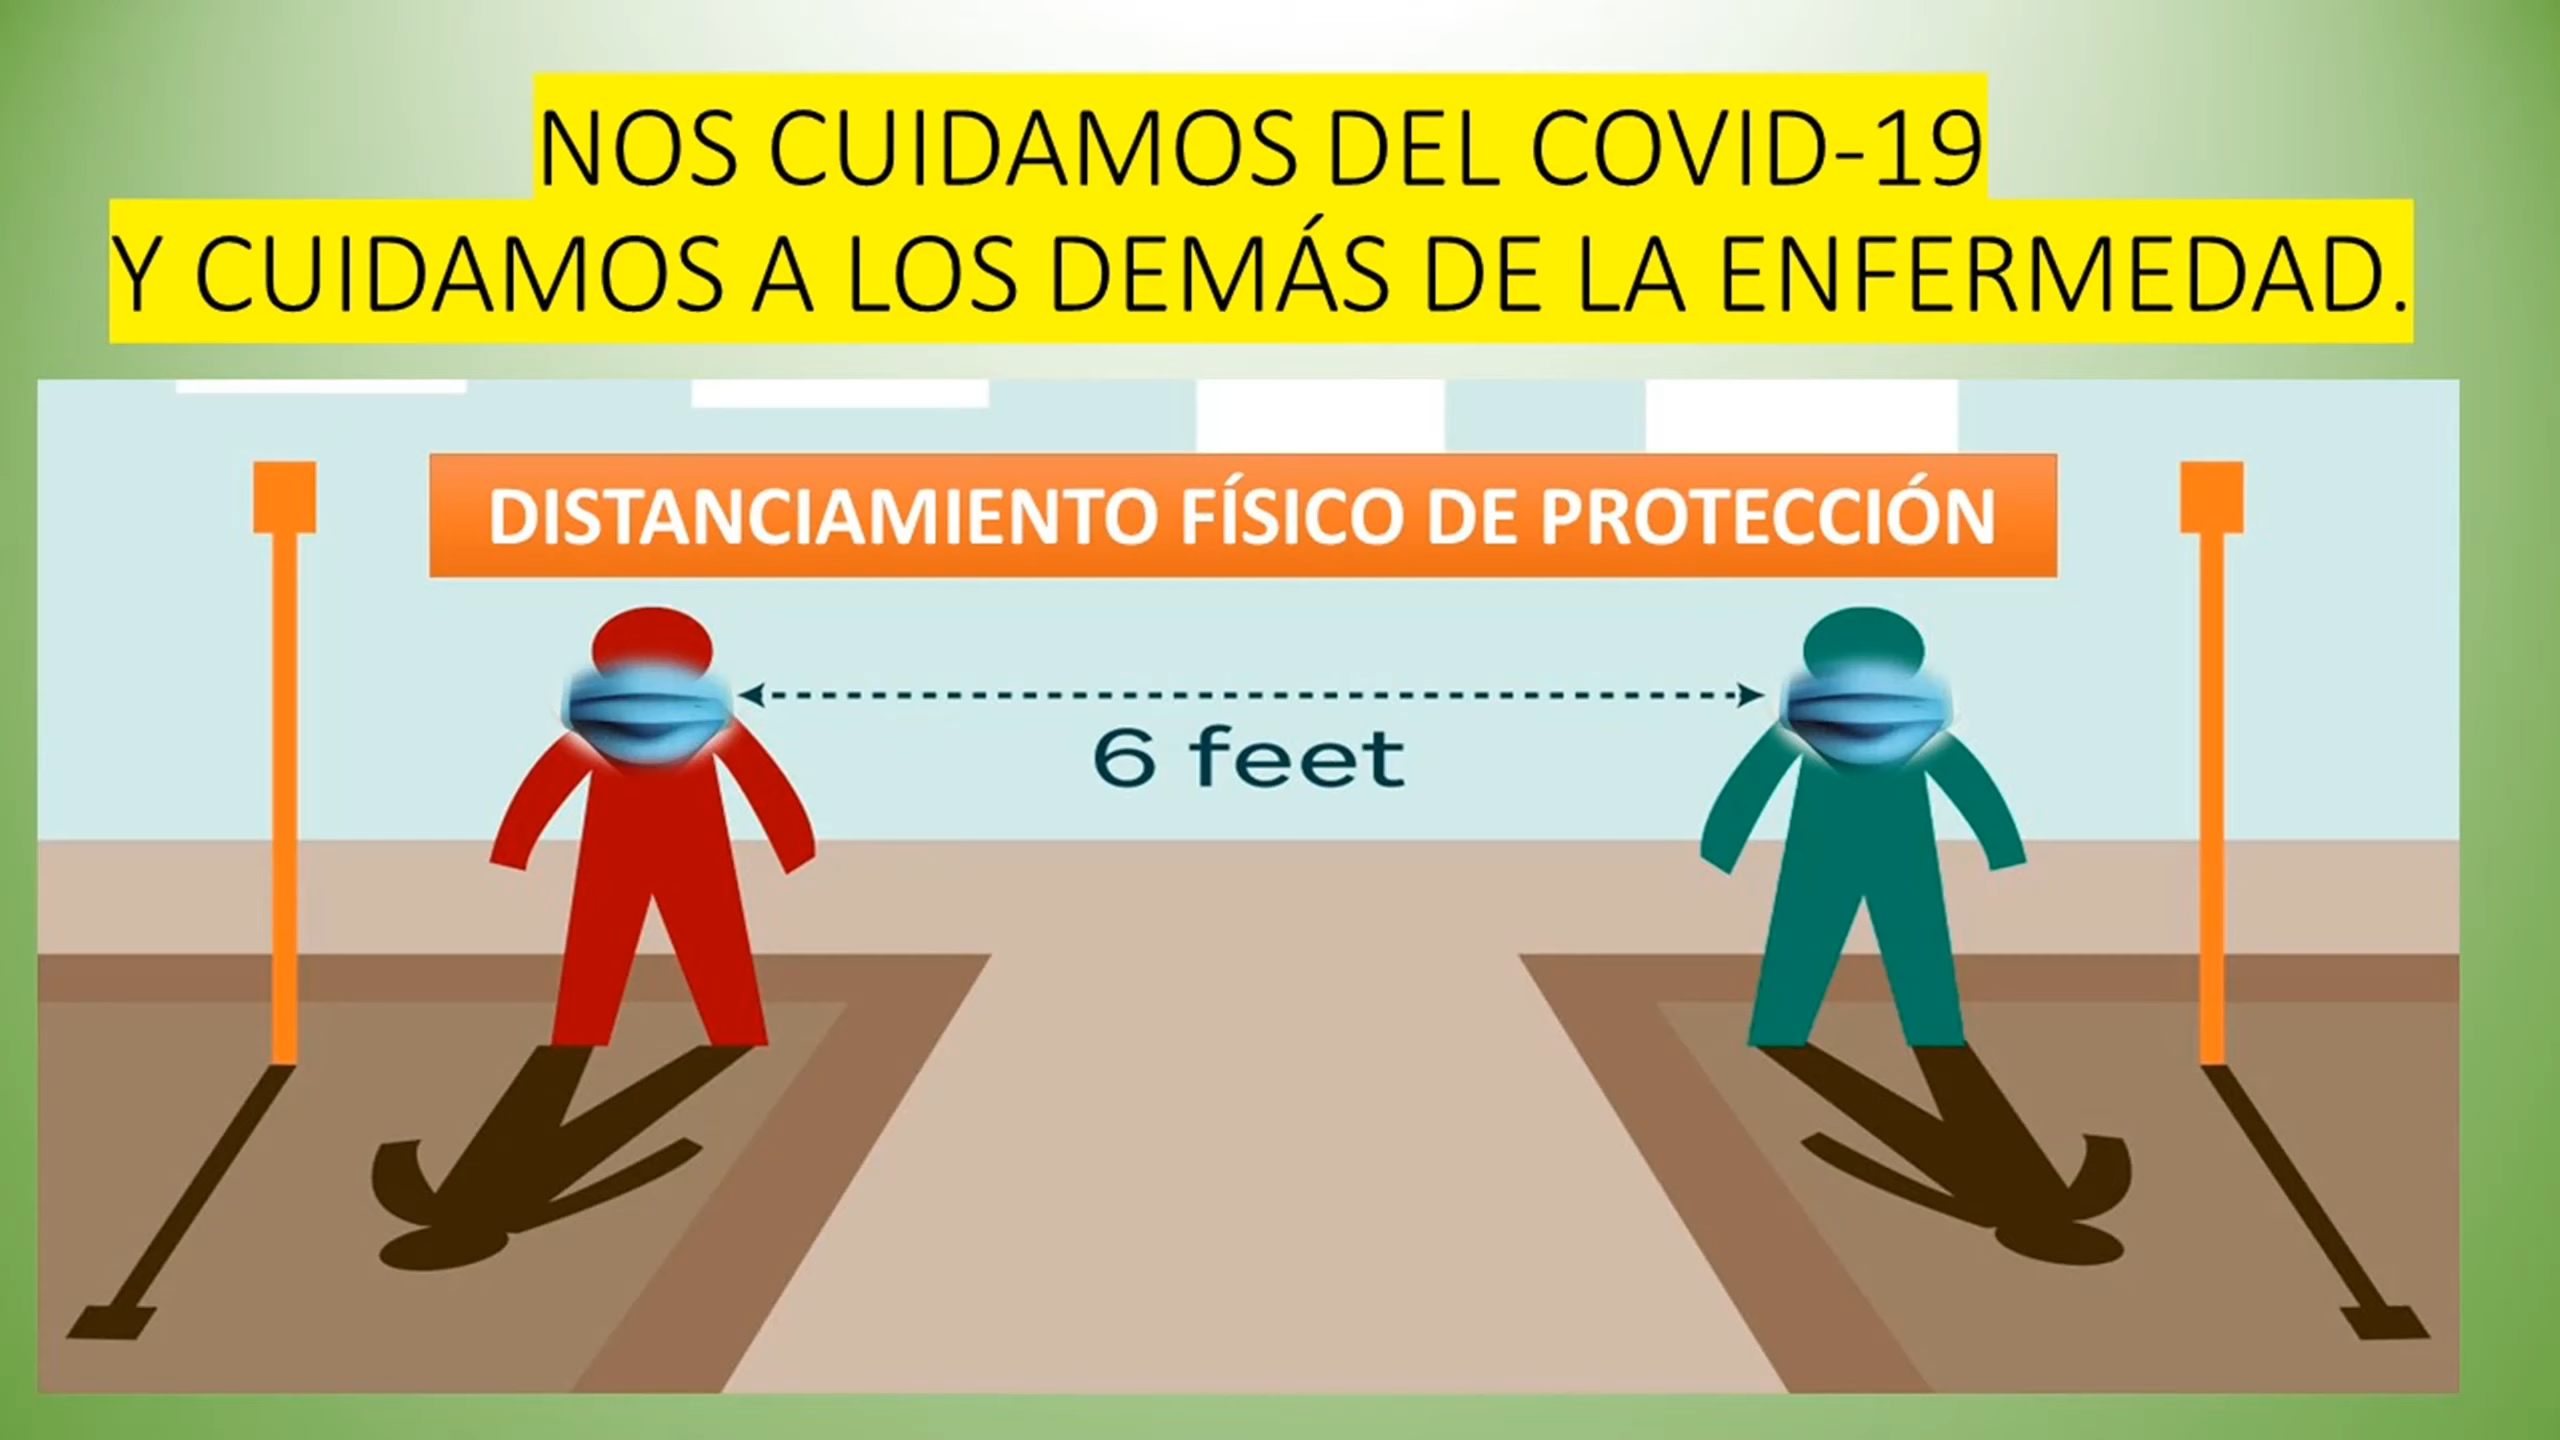 NOS CUIDAMOS DEL COVID-19
Y CUIDAMOS A LOS DEMÁS DE LA ENFERMEDAD.
DISTANCIAMIENTO FÍSICO DE PROTECCIÓN
6 feet